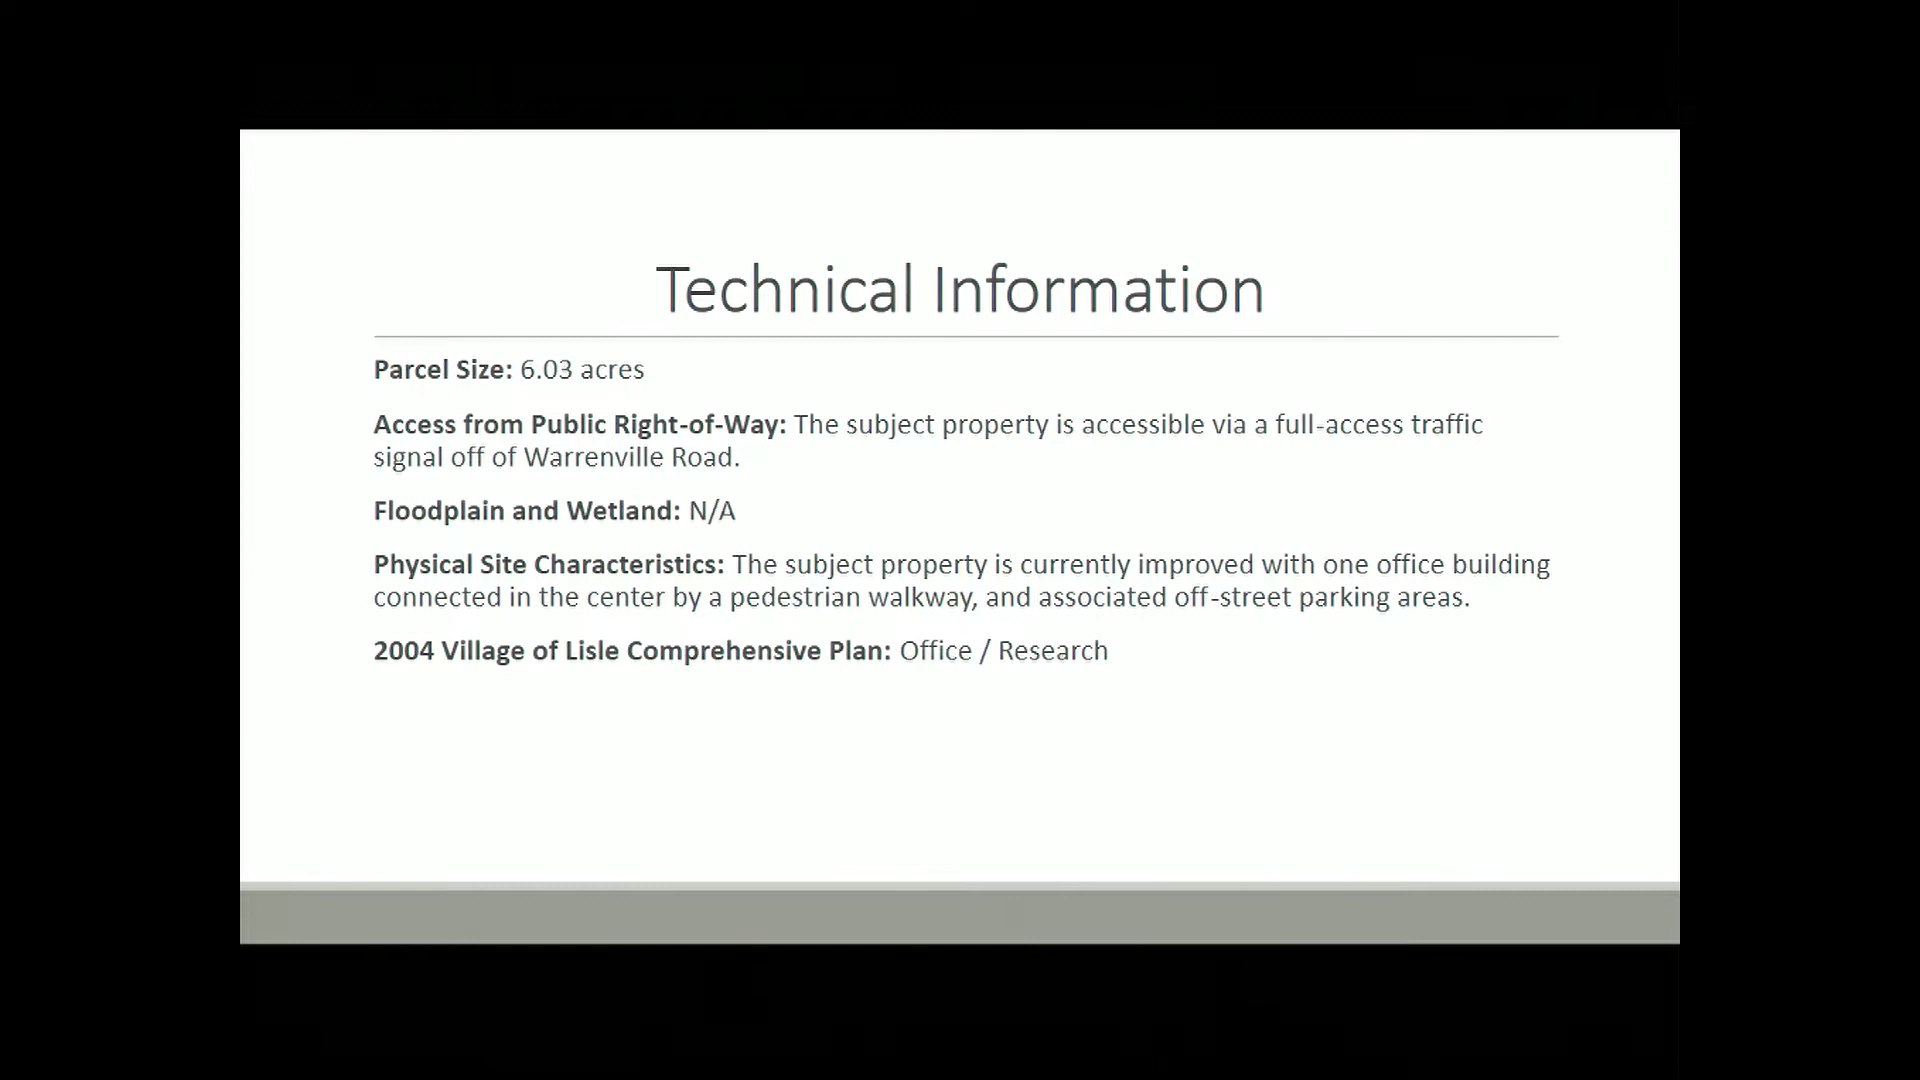 Technical Information
Parcel Size: 6.03 acres
Access from Public Right-of-Way: The subject property is accessible via a full-access traffic
signal off of Warrenville Road.
Floodplain and Wetland: N/A
Physical Site Characteristics: The subject property is currently improved with one office building
connected in the center by a pedestrian walkway, and associated off-street parking areas.
2004 Village of Lisle Comprehensive Plan: Office / Research